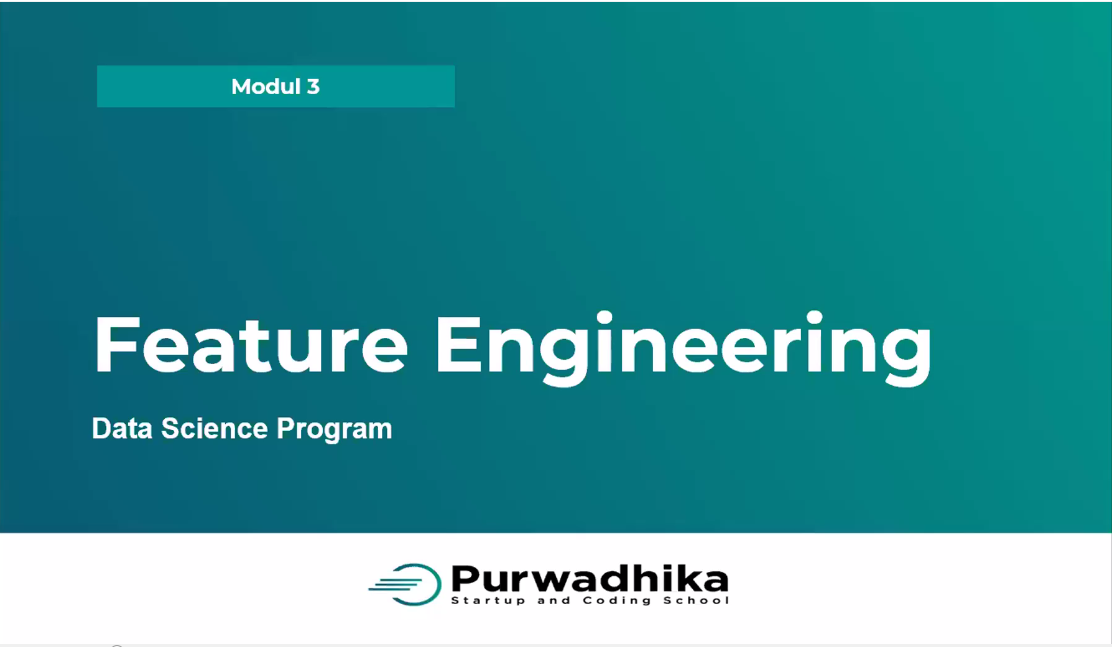 Modul 3
Feature Engineering
Data Science Program
Purwadhika
Startup and Coding School